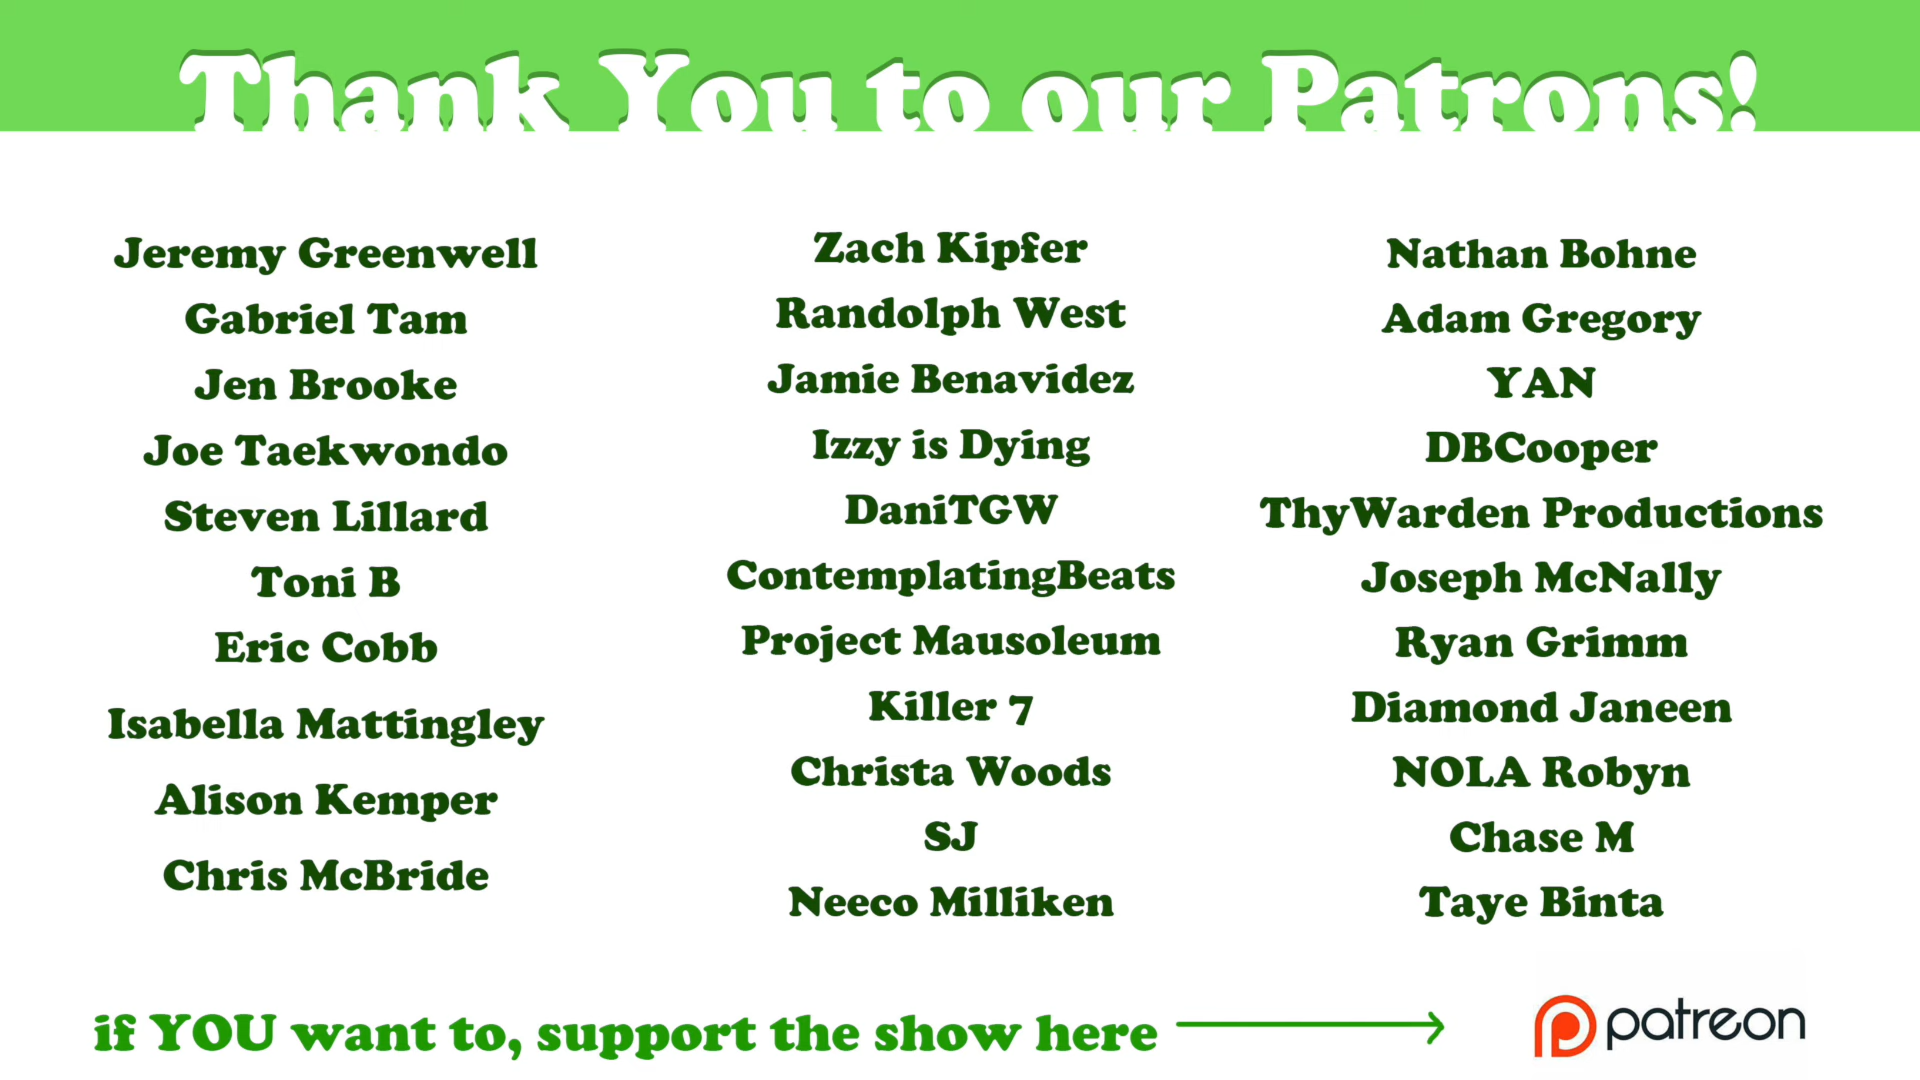 Thank You to our Patrons!
Jeremy Greenwell
Gabriel Tam
Jen Brooke
Joe Taekwondo
Steven Lillard
Toni B
Eric Cobb
Isabella Mattingley
Alison Kemper
Chris McBride
Zach Kipfer
Randolph West
Jamie Benavidez
Izzy is Dying
DaniTGW
ContemplatingBeats
Project Mausoleum
Killer 7
Christa Woods
SJ
Neeco Milliken
Nathan Bohne
Adam Gregory
YAN
DBCooper
ThyWarden Productions
Joseph McNally
Ryan Grimm
Diamond Janeen
NOLA Robyn
Chase M
Taye Binta
if YOU want to, support the show here
patreon